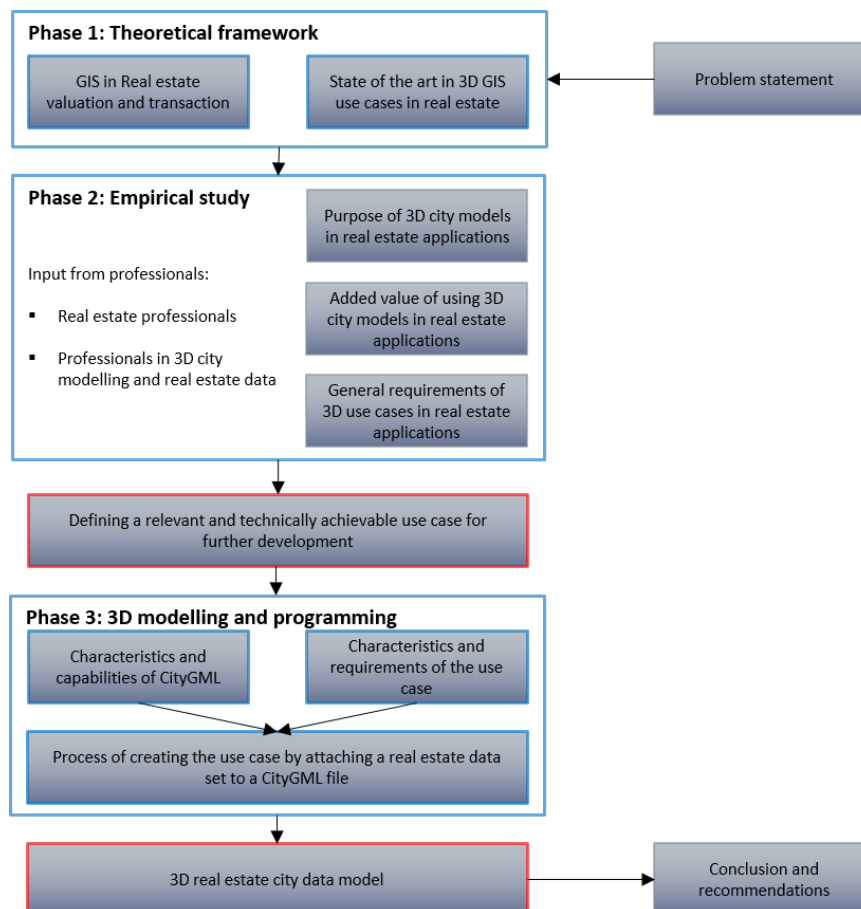 Phase 1: Theoretical framework
GIS in Real estate
valuation and transaction
State of the art in 3D GIS
use cases in real estate
Problem statement
Phase 2: Empirical study
Input from professionals:
▪ Real estate professionals
▪ Professionals in 3D city
modelling and real estate data
Purpose of 3D city models
in real estate applications
Added value of using 3D
city models in real estate
applications
General requirements of
3D use cases in real estate
applications
Defining a relevant and technically achievable use case for
further development
Phase 3: 3D modelling and programming
Characteristics and
capabilities of CityGML
Characteristics and
requirements of the use
case
Process of creating the use case by attaching a real estate data
set to a CityGML file
3D real estate city data model
Conclusion and
recommendations